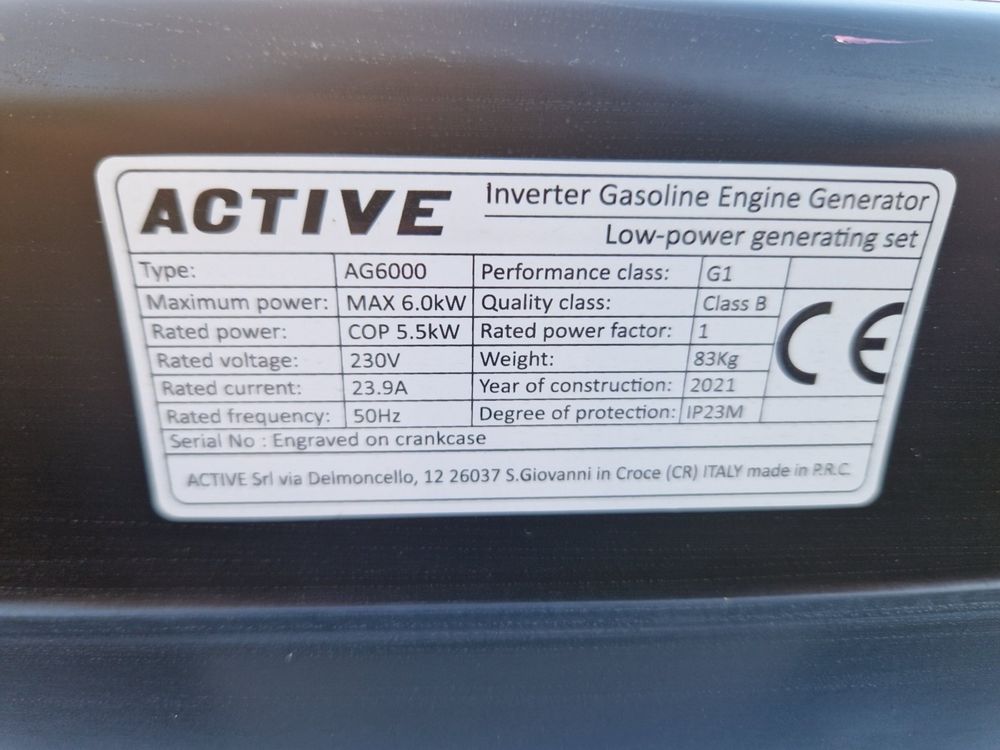 ACTIVE
Inverter Gasoline Engine Generator
Low-power generating set
Type: AG6000 Performance class: G1
Maximum power: MAX 6.0kW Quality class: Class B
Rated power: COP 5.5kW Rated power factor: 1
Rated voltage: 230V Weight: 83Kg
Rated current: 23.9A Year of construction: 2021
Rated frequency: 50Hz Degree of protection: IP23M
CE
Serial No : Engraved on crankcase
ACTIVE Srl via Delmoncello, 12 26037 S.Giovanni in Croce (CR) ITALY made in P.R.C.